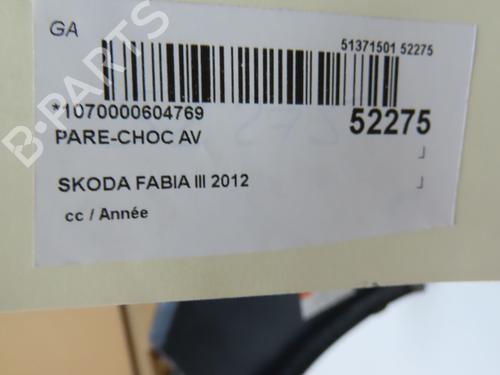 GA
51371501 52275
*1070000604769
52275
PARE-CHOC AV
SKODA FABIA III 2012
cc / Année
B-PARTS